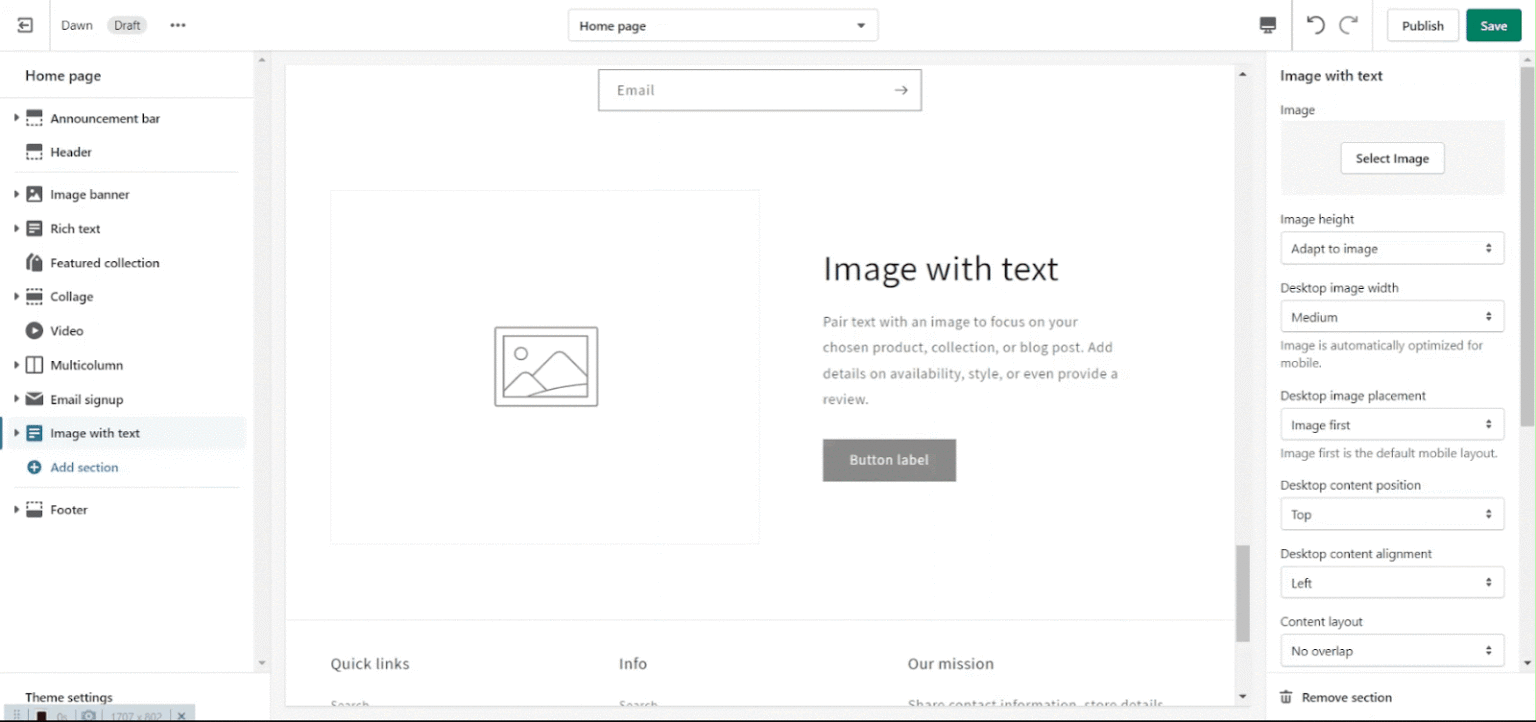 Dawn
Draft
Home page
Publish
Save
Home page
Announcement bar
Header
Image banner
Rich text
Featured collection
Collage
Video
Multicolumn
Email signup
Image with text
Add section
Footer
Theme settings
0s
1707 x 802
Email
Image with text
Pair text with an image to focus on your
chosen product, collection, or blog post. Add
details on availability, style, or even provide a
review.
Button label
Quick links
Info
Our mission
Search
Search
Share contact information, store details,
Image with text
Image
Select Image
Image height
Adapt to image
Desktop image width
Medium
Image is automatically optimized for
mobile.
Desktop image placement
Image first
Image first is the default mobile layout.
Desktop content position
Top
Desktop content alignment
Left
Content layout
No overlap
Remove section